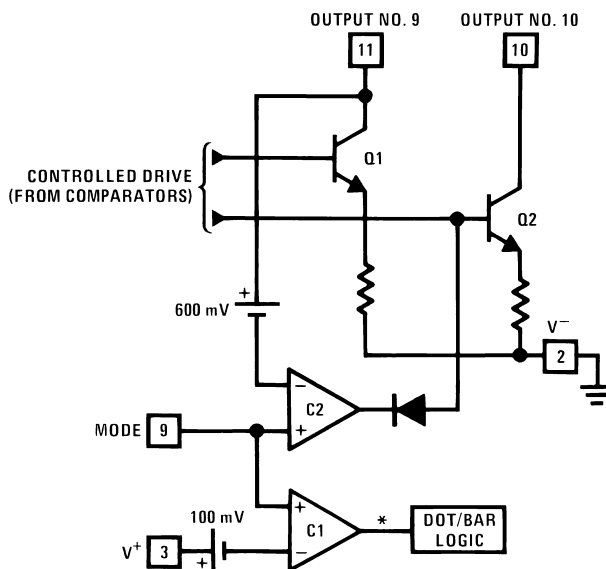 OUTPUT NO. 9
OUTPUT NO. 10
11
10
CONTROLLED DRIVE
(FROM COMPARATORS)
Q1
Q2
+
600 mV
V−
2
−
C2
+
MODE 9
100 mV
+
C1
−
*
DOT/BAR
LOGIC
V+ 3
+